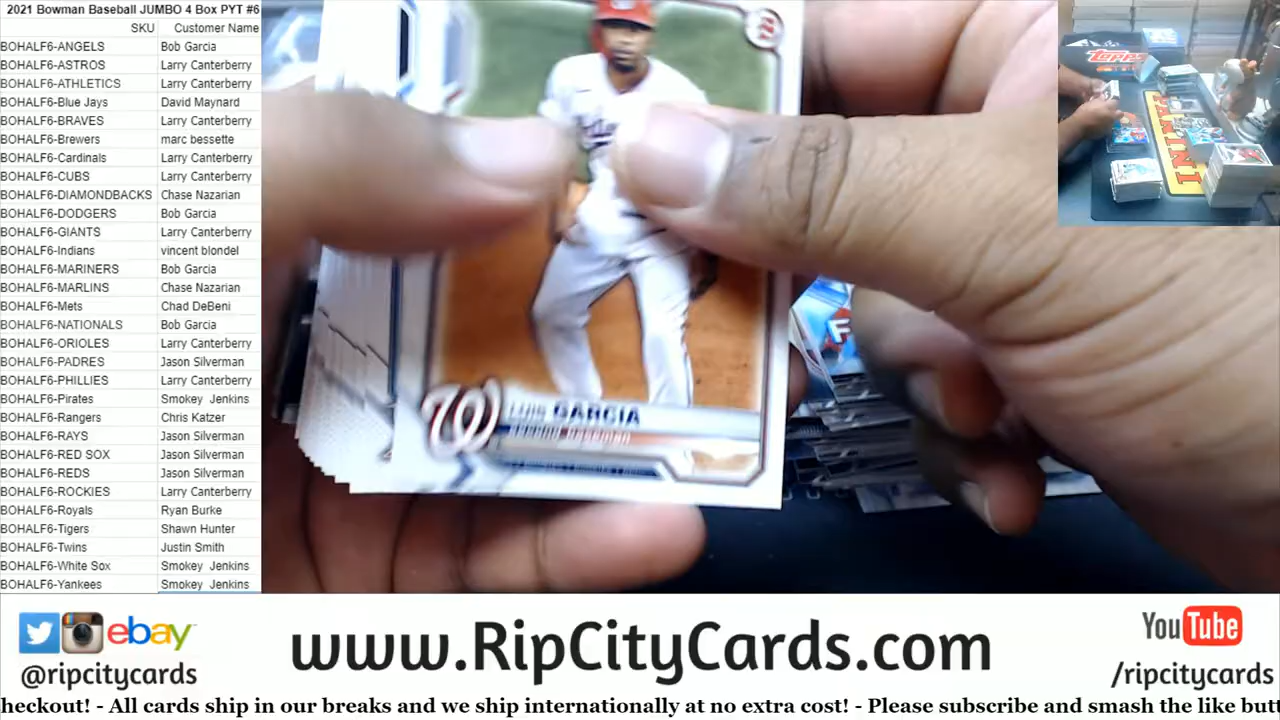 2021 Bowman Baseball JUMBO 4 Box PYT #6
SKU Customer Name
BOHALF6-ANGELS Bob Garcia
BOHALF6-ASTROS Larry Canterberry
BOHALF6-ATHLETICS Larry Canterberry
BOHALF6-Blue Jays David Maynard
BOHALF6-BRAVES Larry Canterberry
BOHALF6-Brewers marc bessette
BOHALF6-Cardinals Larry Canterberry
BOHALF6-CUBS Larry Canterberry
BOHALF6-DIAMONDBACKS Chase Nazarian
BOHALF6-DODGERS Bob Garcia
BOHALF6-GIANTS Larry Canterberry
BOHALF6-Indians vincent blondel
BOHALF6-MARINERS Bob Garcia
BOHALF6-MARLINS Chase Nazarian
BOHALF6-Mets Chad DeBeni
BOHALF6-NATIONALS Bob Garcia
BOHALF6-ORIOLES Larry Canterberry
BOHALF6-PADRES Jason Silverman
BOHALF6-PHILLIES Larry Canterberry
BOHALF6-Pirates Smokey Jenkins
BOHALF6-Rangers Chris Katzer
BOHALF6-RAYS Jason Silverman
BOHALF6-RED SOX Jason Silverman
BOHALF6-REDS Jason Silverman
BOHALF6-ROCKIES Larry Canterberry
BOHALF6-Royals Ryan Burke
BOHALF6-Tigers Shawn Hunter
BOHALF6-Twins Justin Smith
BOHALF6-White Sox Smokey Jenkins
BOHALF6-Yankees Smokey Jenkins
Topps
PANINI
W LUIS GARCIA
ebay
@ripcitycards
www.RipCityCards.com
YouTube
/ripcitycards
heckout! - All cards ship in our breaks and we ship internationally at no extra cost! - Please subscribe and smash the like but